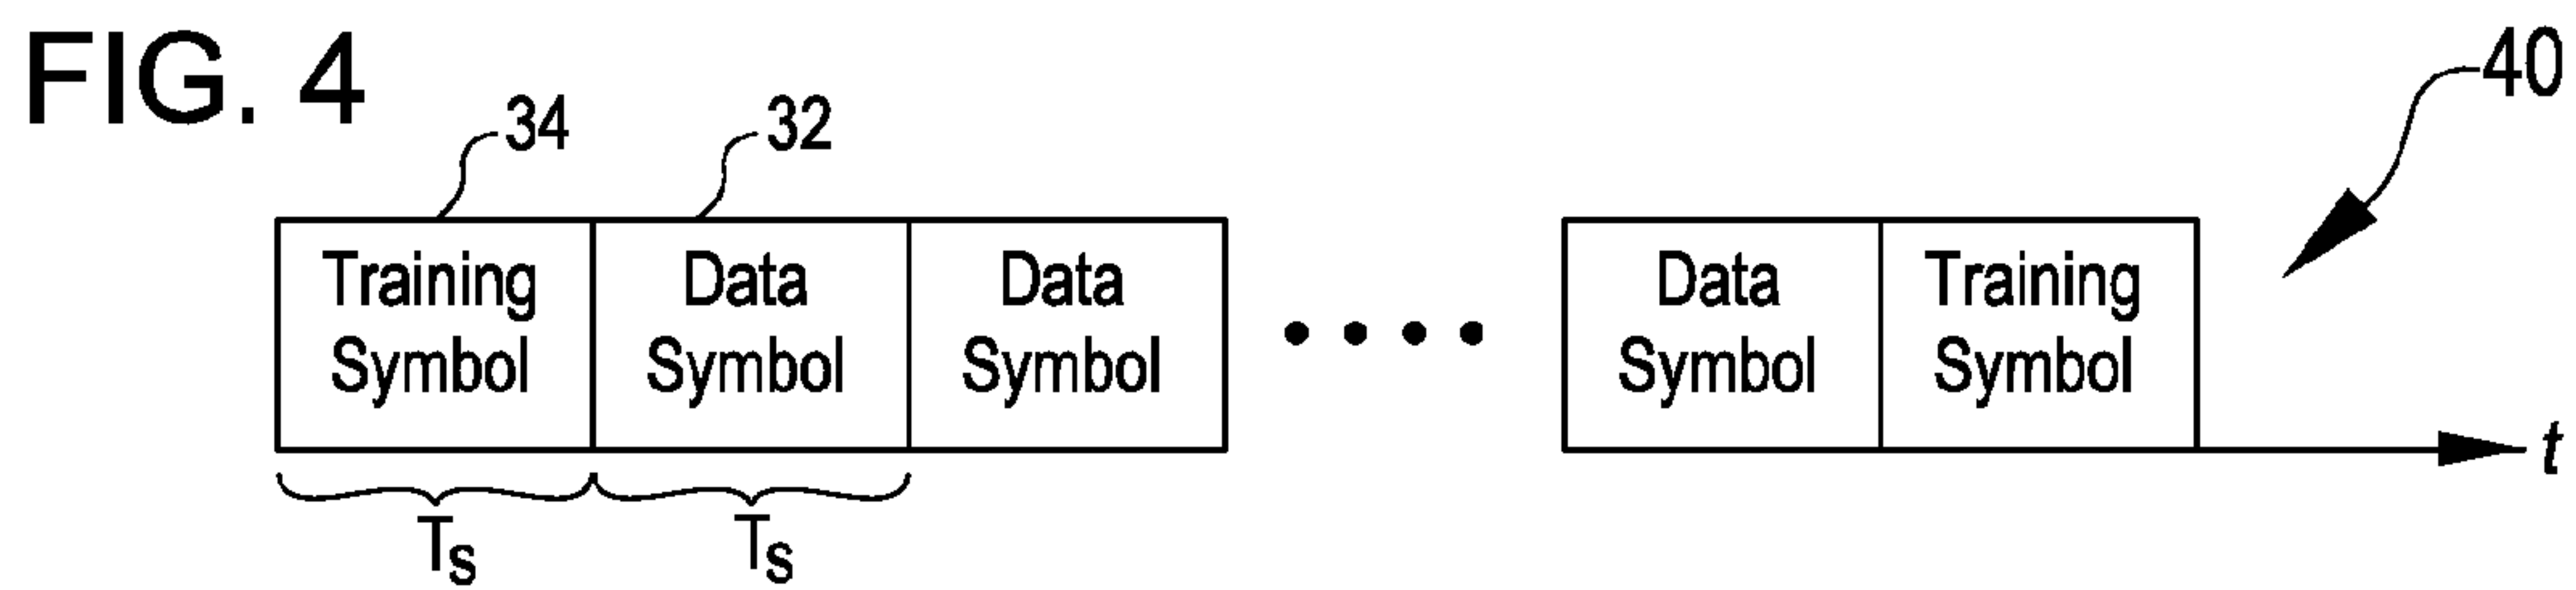 FIG. 4
34
32
40
Training
Symbol
Data
Symbol
Data
Symbol
Data
Symbol
Training
Symbol
t
Ts
Ts